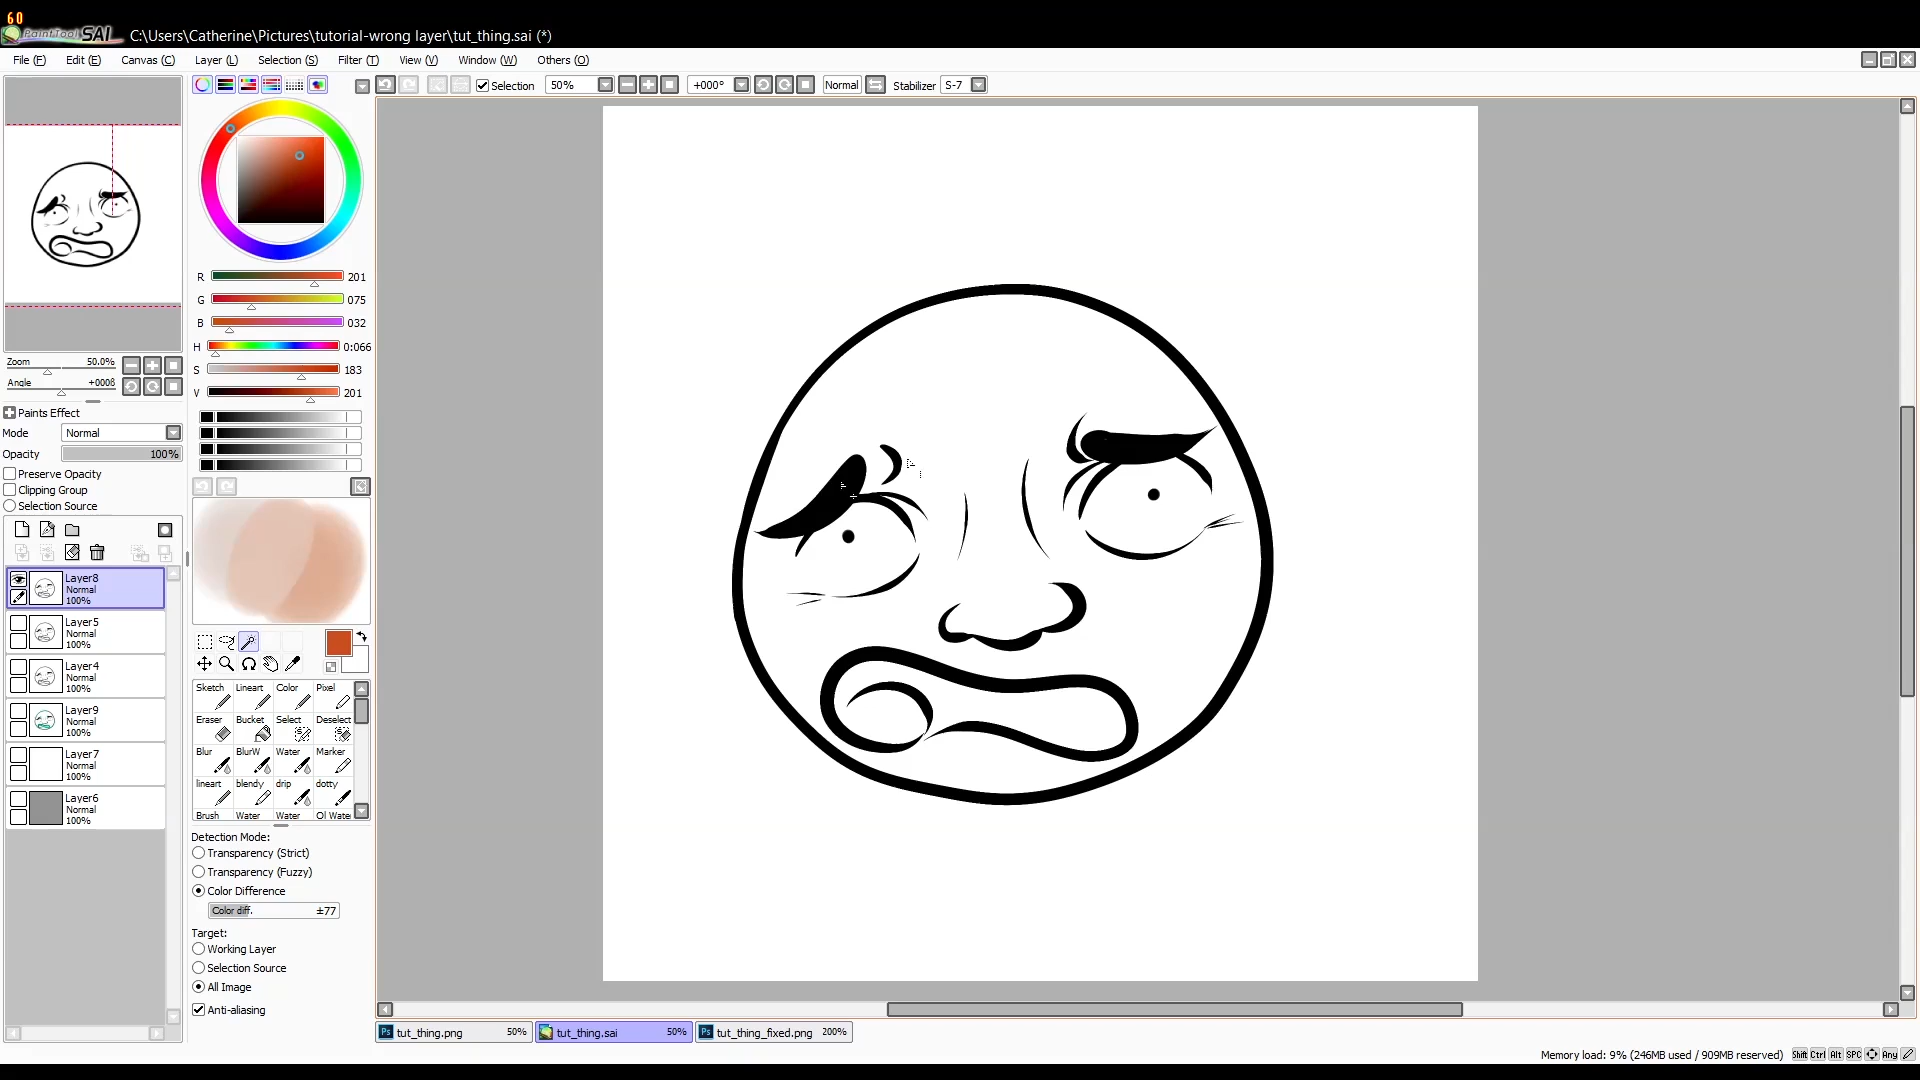 60
PaintTool SAI C:\Users\Catherine\Pictures\tutorial-wrong layer\tut_thing.sai (*)
File (F) Edit (E) Canvas (C) Layer (L) Selection (S) Filter (T) View (V) Window (W) Others (O)
Selection 50% +000° Normal Stabilizer S-7
R 201
G 075
B 032
H 0:066
S 183
V 201
Zoom 50.0%
Angle +000ß
Paints Effect
Mode Normal
Opacity 100%
Preserve Opacity
Clipping Group
Selection Source
Layer8
Normal
100%
Layer5
Normal
100%
Layer4
Normal
100%
Layer9
Normal
100%
Layer7
Normal
100%
Layer6
Normal
100%
Sketch Lineart Color Pixel
Eraser Bucket Select Deselect
Blur BlurW Water Marker
lineart blendy drip dotty
Brush Water Water Ol Wate
Detection Mode:
Transparency (Strict)
Transparency (Fuzzy)
Color Difference
Color diff. ±77
Target:
Working Layer
Selection Source
All Image
Anti-aliasing
Ps tut_thing.png 50% tut_thing.sai 50% Ps tut_thing_fixed.png 200%
Memory load: 9% (246MB used / 909MB reserved) Shift Ctrl Alt SPC Any